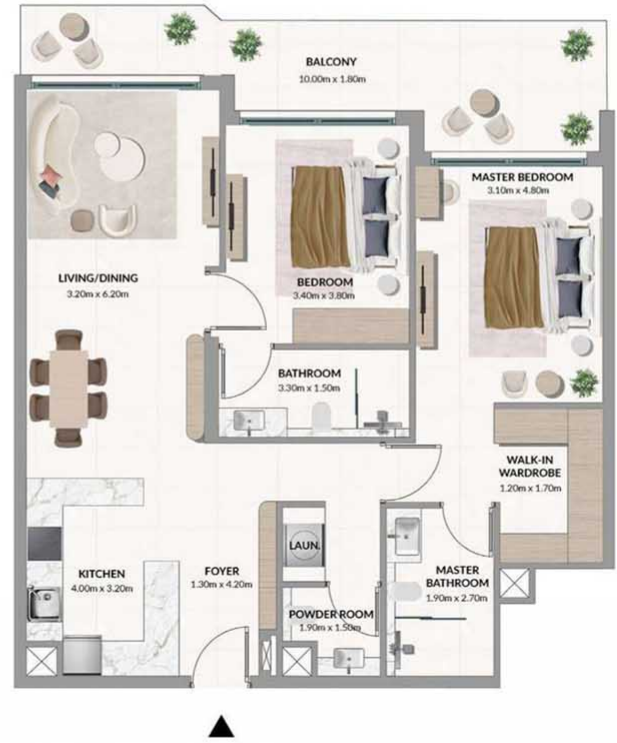 BALCONY
10.00m x 1.80m
MASTER BEDROOM
3.10m x 4.80m
LIVING/DINING
3.20m x 6.20m
BEDROOM
3.40m x 3.80m
BATHROOM
3.30m x 1.50m
WALK-IN
WARDROBE
1.20m x 1.70m
LAUN.
KITCHEN
4.00m x 3.20m
FOYER
1.30m x 4.20m
MASTER
BATHROOM
1.90m x 2.70m
POWDER ROOM
1.90m x 1.50m